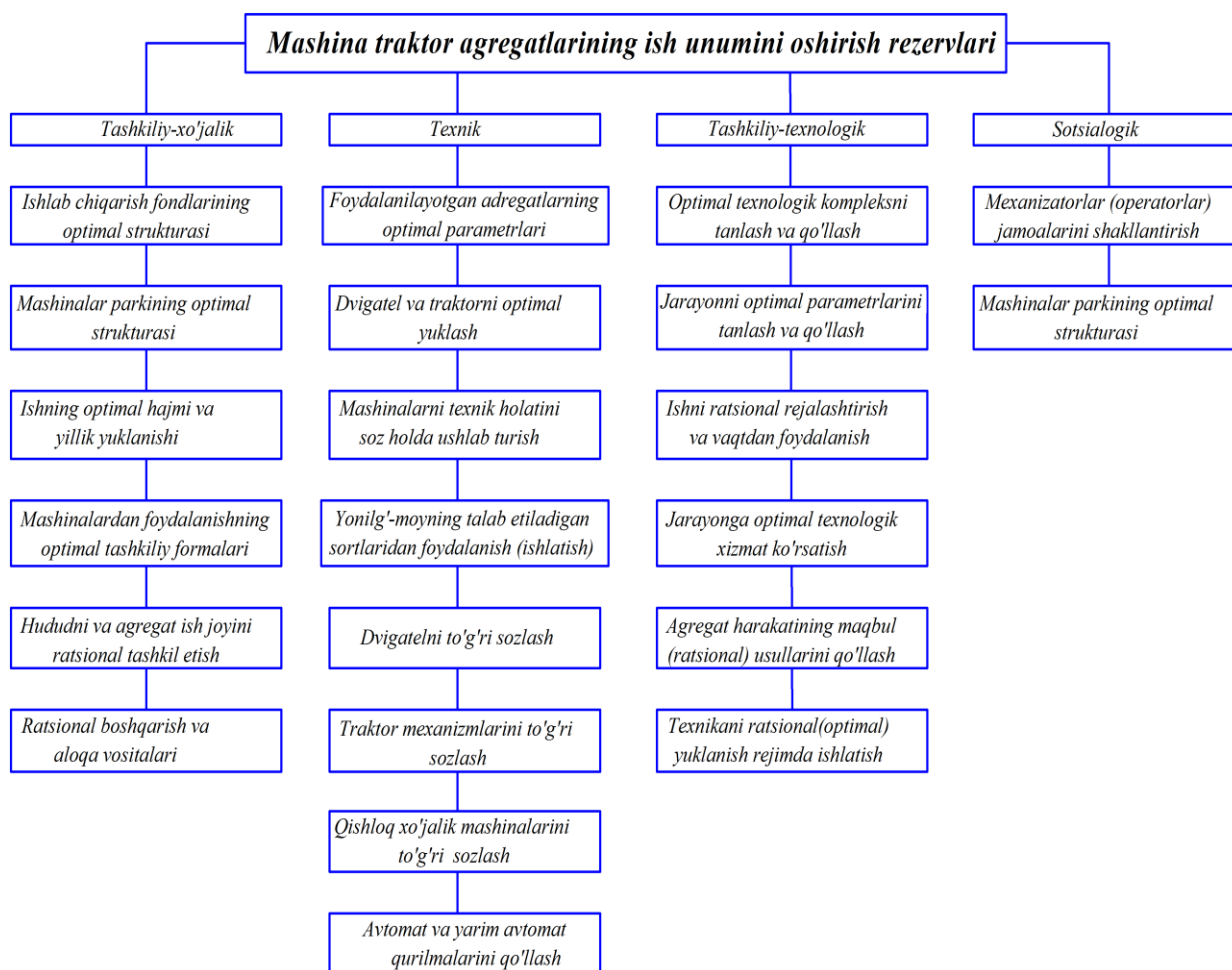 Mashina traktor agregatlarining ish unumini oshirish rezervlari
Tashkiliy-xo'jalik
Ishlab chiqarish fondlarining
optimal strukturasi
Mashinalar parkining optimal
strukturasi
Ishning optimal hajmi va
yillik yuklanishi
Mashinalardan foydalanishning
optimal tashkiliy formalari
Hududni va agregat ish joyini
ratsional tashkil etish
Ratsional boshqarish va
aloqa vositalari
Texnik
Foydalanilayotgan adregatlarning
optimal parametrlari
Dvigatel va traktorni optimal
yuklash
Mashinalarni texnik holatini
soz holda ushlab turish
Yonilg'-moyning talab etiladigan
sortlaridan foydalanish (ishlatish)
Dvigatelni to'g'ri sozlash
Traktor mexanizmlarini to'g'ri
sozlash
Qishloq xo'jalik mashinalarini
to'g'ri sozlash
Avtomat va yarim avtomat
qurilmalarini qo'llash
Tashkiliy-texnologik
Optimal texnologik kompleksni
tanlash va qo'llash
Jarayonni optimal parametrlarini
tanlash va qo'llash
Ishni ratsional rejalashtirish
va vaqtdan foydalanish
Jarayonga optimal texnologik
xizmat ko'rsatish
Agregat harakatining maqbul
(ratsional) usullarini qo'llash
Texnikani ratsional(optimal)
yuklanish rejimda ishlatish
Sotsialogik
Mexanizatorlar (operatorlar)
jamoalarini shakllantirish
Mashinalar parkining optimal
strukturasi